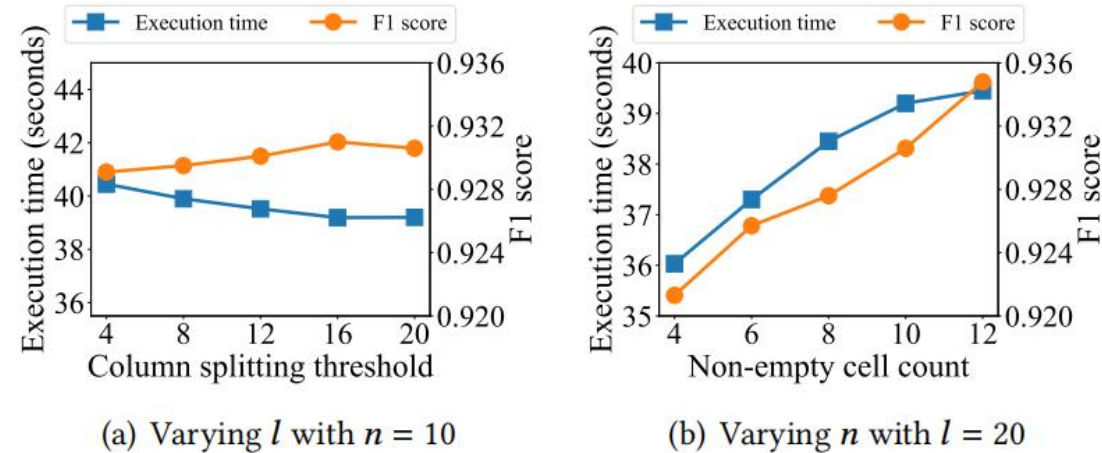 Execution time F1 score
Execution time (seconds)
44
42
40
38
36
0.936
0.932
0.928
0.924
0.920
F1 score
4 8 12 16 20
Column splitting threshold
(a) Varying l with n = 10
Execution time F1 score
Execution time (seconds)
40
39
38
37
36
35
0.936
0.932
0.928
0.924
0.920
F1 score
4 6 8 10 12
Non-empty cell count
(b) Varying n with l = 20